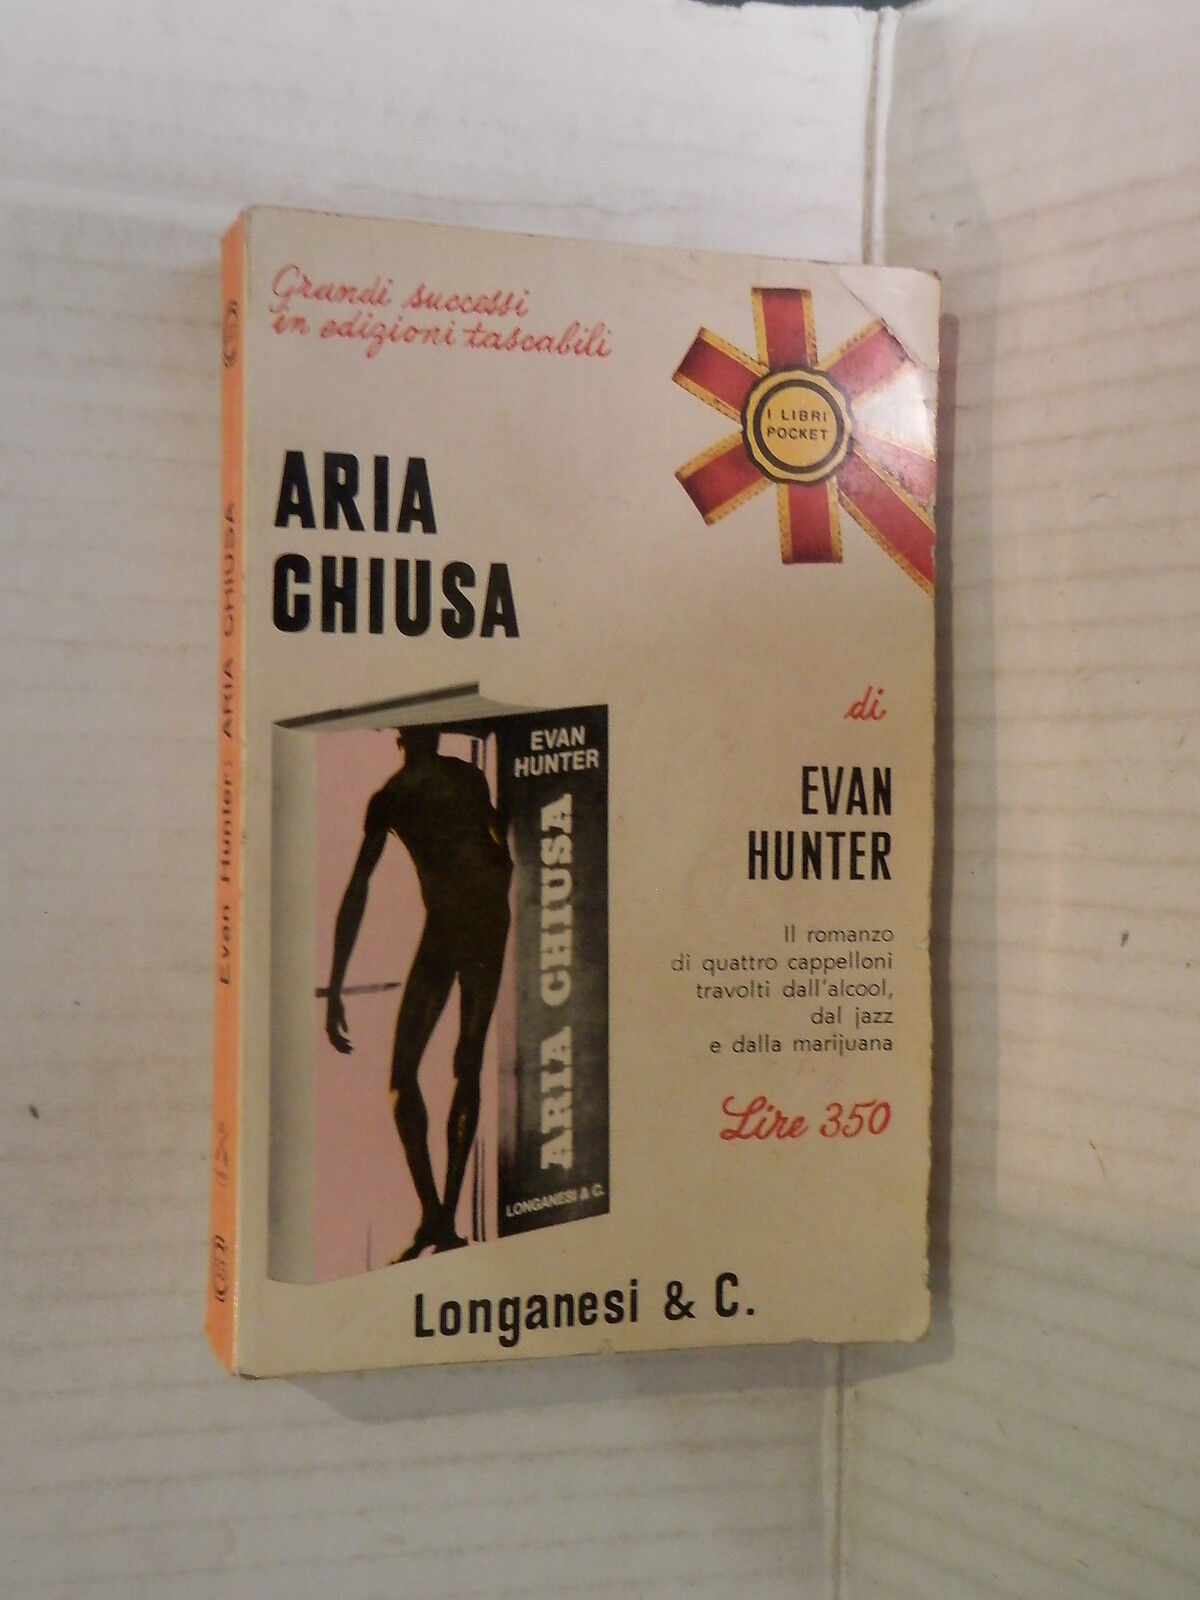 Grandi successi
in edizioni tascabili
I LIBRI
POCKET
ARIA
CHIUSA
di
EVAN
HUNTER
Il romanzo
di quattro cappelloni
travolti dall'alcool,
dal jazz
e dalla marijuana
Lire 350
EVAN
HUNTER
ARIA CHIUSA
LONGANESI & C.
Longanesi & C.
Evan Hunter: ARIA CHIUSA